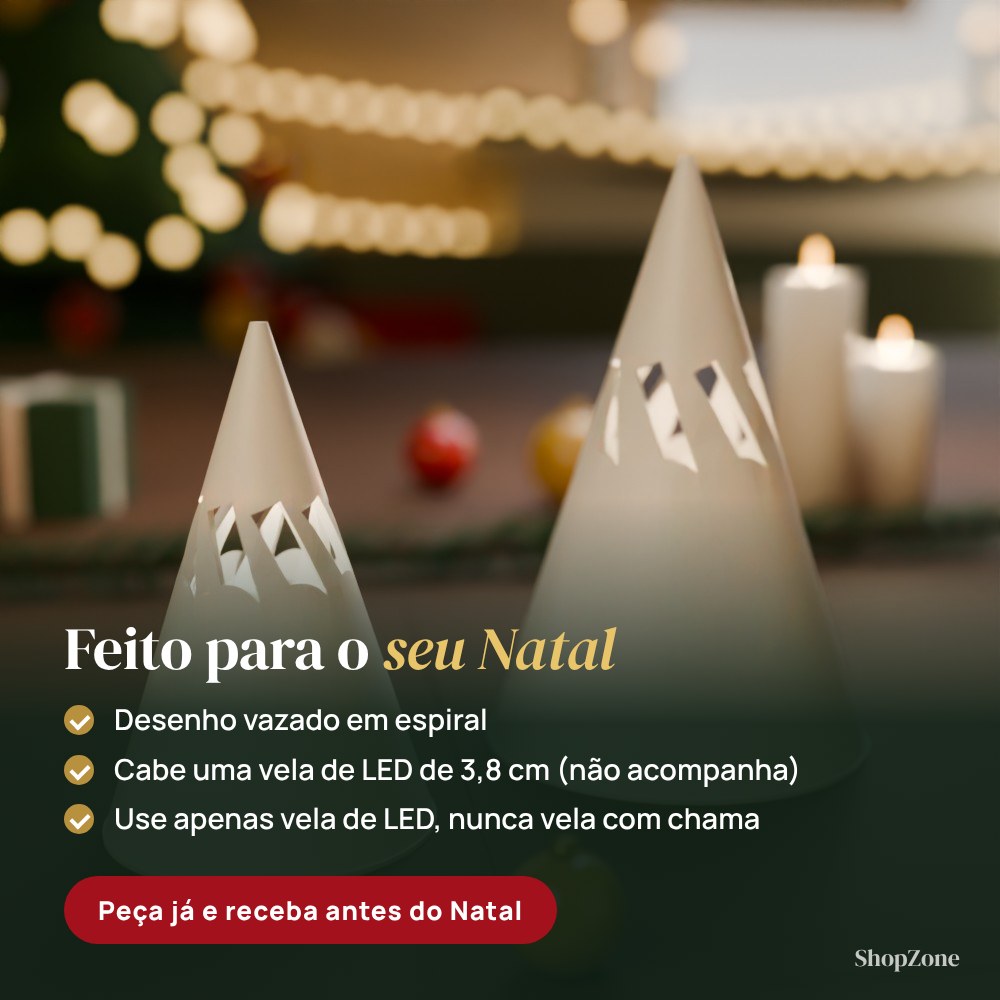 Feito para o seu Natal
Desenho vazado em espiral
Cabe uma vela de LED de 3,8 cm (não acompanha)
Use apenas vela de LED, nunca vela com chama
Peça já e receba antes do Natal
ShopZone